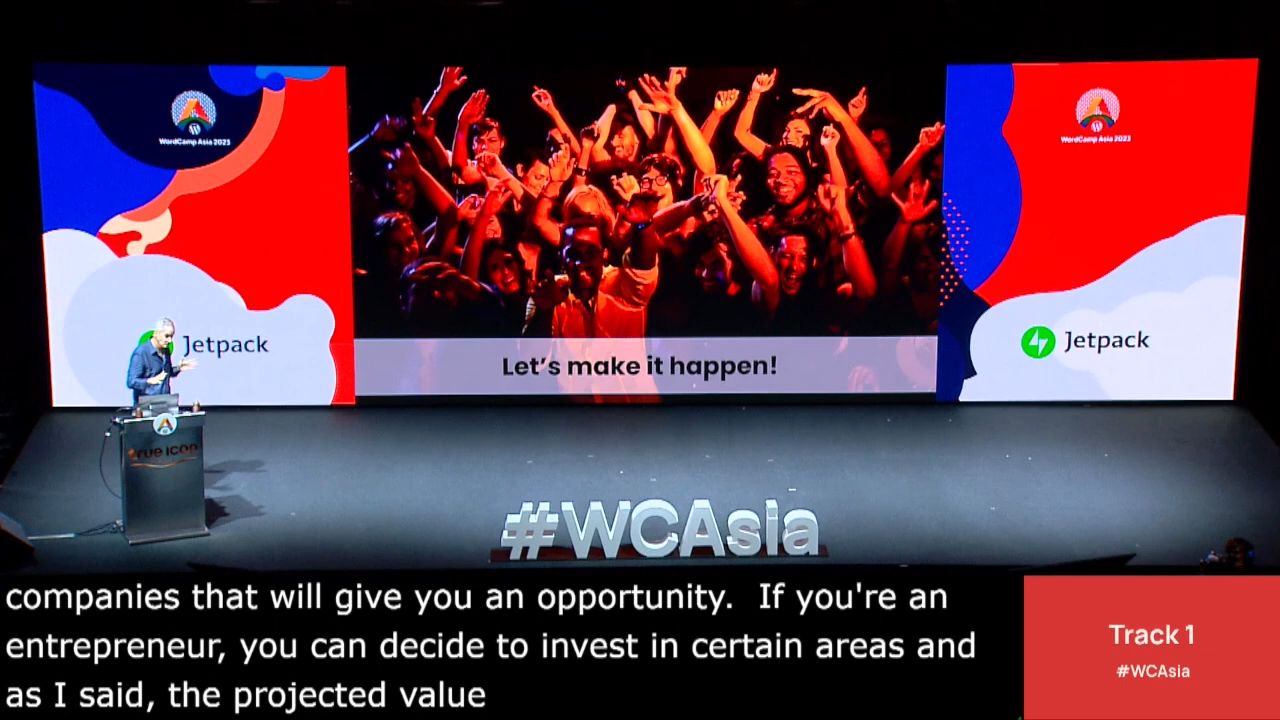 WordCamp Asia 2023
WordCamp Asia 2023
Jetpack
Jetpack
Let's make it happen!
true icon
#WCAsia
companies that will give you an opportunity.  If you're an
entrepreneur, you can decide to invest in certain areas and
as I said, the projected value
Track 1
#WCAsia